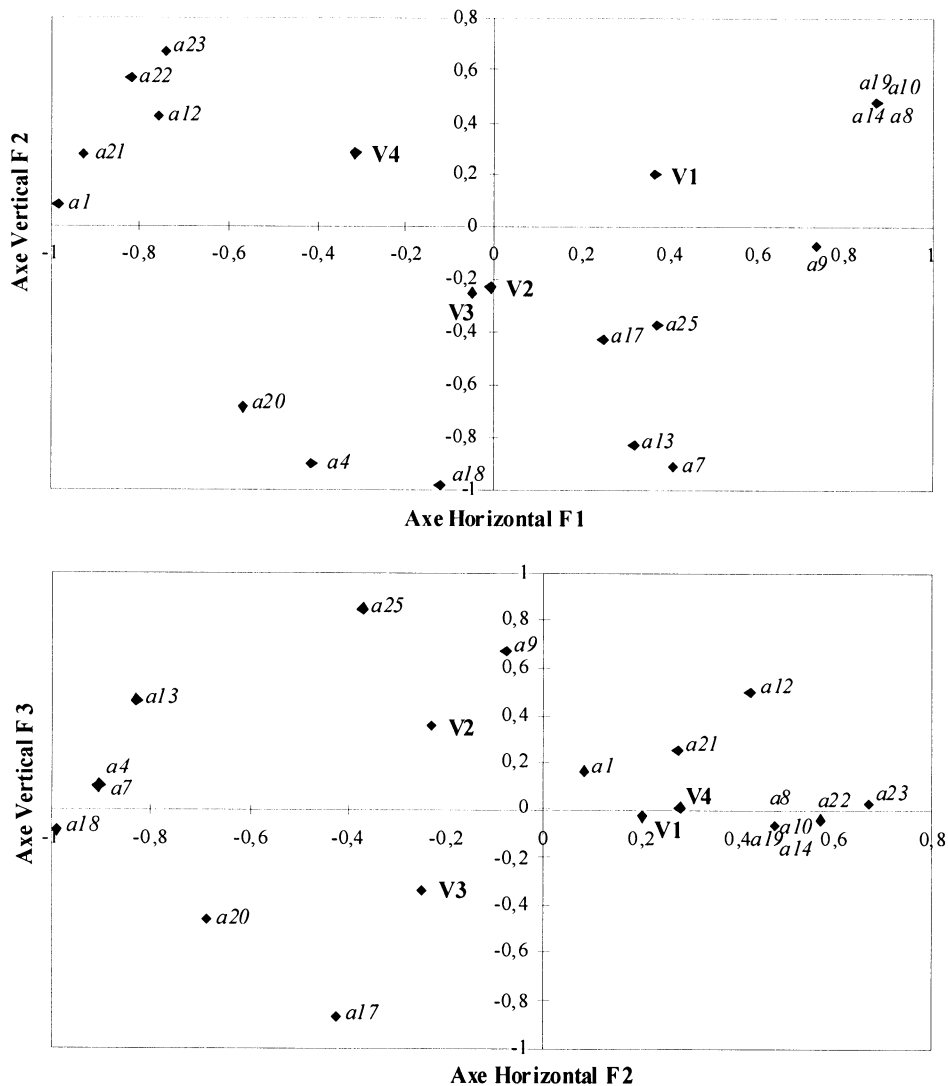 0,8
a23
0,6
a22
a19 a10
a12
0,4
a14 a8
a21
V4
0,2
V1
a1
0
-1
-0,8
-0,6
-0,4
-0,2
0
0,2
0,4
0,6
0,8
1
a9
-0,2
V2
V3
a25
-0,4
a17
-0,6
a20
-0,8
a13
a4
a7
a18
-1
Axe Vertical F 2
Axe Horizontal F1
1
a25
0,8
a9
0,6
a13
a12
0,4
V2
a21
a4
0,2
a1
a7
V4
a8
a22
a23
0
a18
V1
a10
-1
-0,8
-0,6
-0,4
-0,2
0
0,2
0,4
a19
0,6
0,8
a14
-0,2
V3
-0,4
a20
-0,6
-0,8
a17
-1
Axe Vertical F 3
Axe Horizontal F2